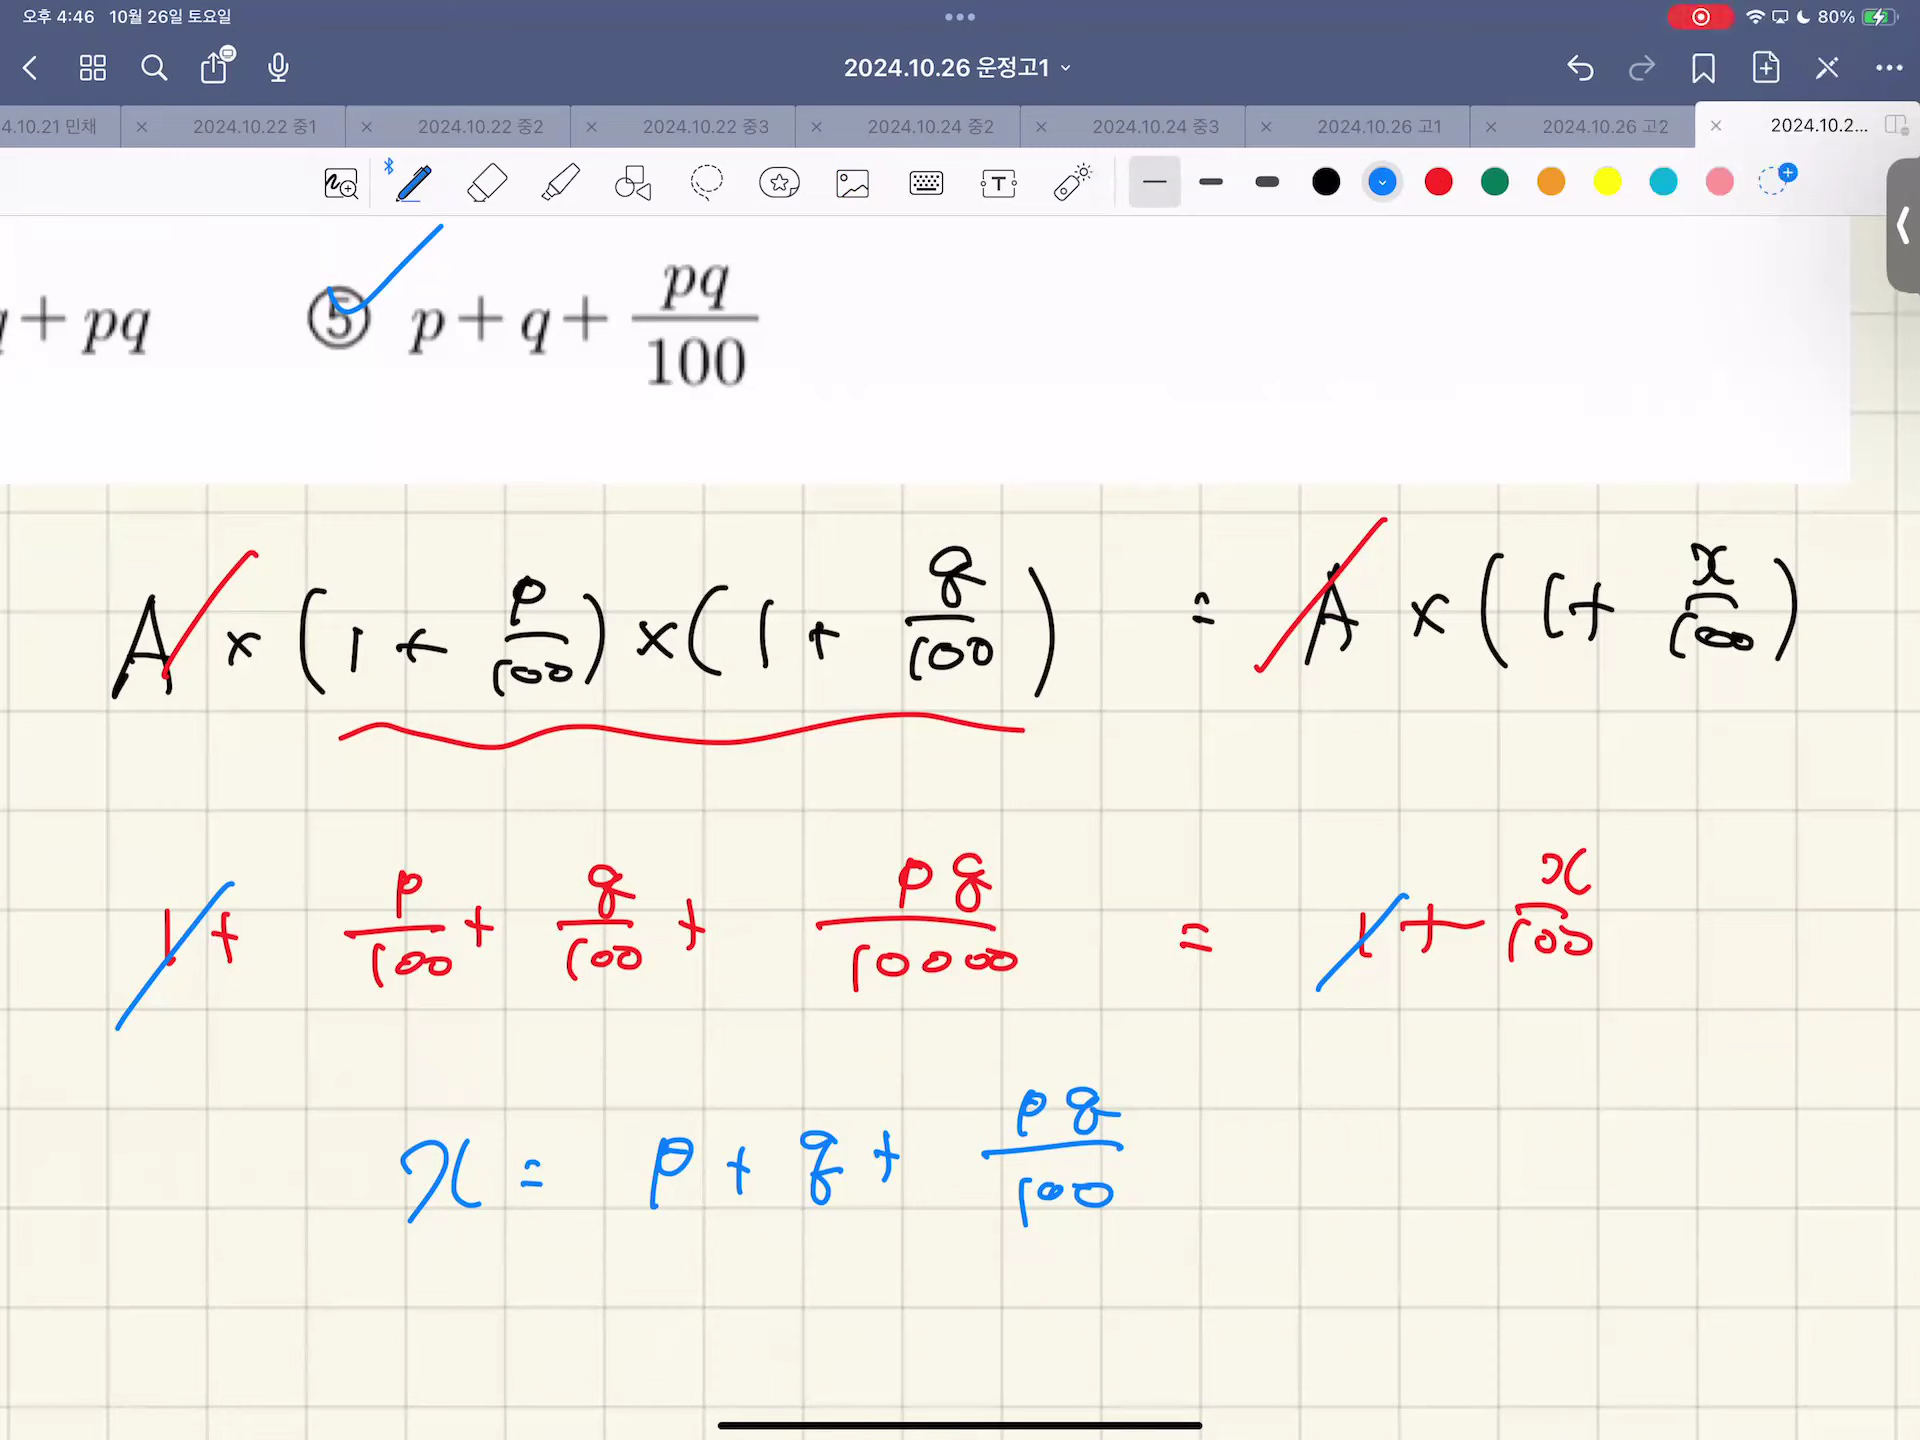 오후 4:46 10월 26일 토요일 80%
2024.10.26 운정고1
4.10.21 민채 2024.10.22 중1 2024.10.22 중2 2024.10.22 중3 2024.10.24 중2 2024.10.24 중3 2024.10.26 고1 2024.10.26 고2 2024.10.2...
q + pq ⑤ p + q + pq/100
A × (1 + p/100) × (1 + q/100) = A × (1 + x/100)
1 + p/100 + q/100 + pq/10000 = 1 + x/100
x = p + q + pq/100